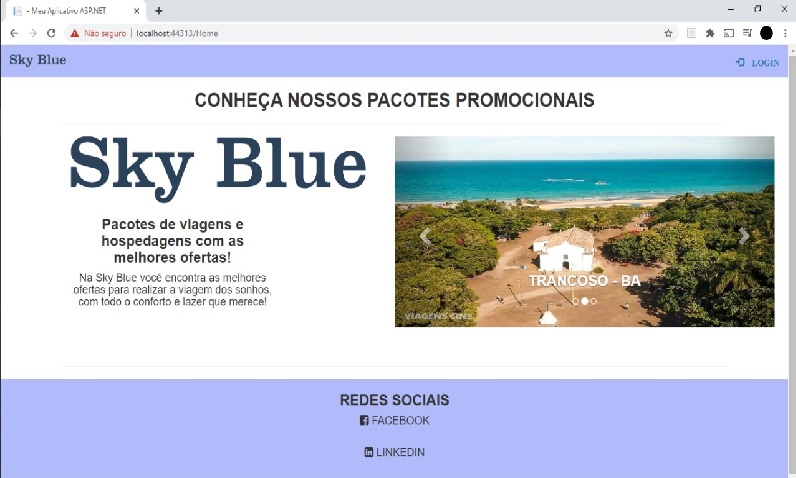 - Meu Aplicativo ASP.NET
Não seguro | localhost:44313/Home
Sky Blue
LOGIN
CONHEÇA NOSSOS PACOTES PROMOCIONAIS
Sky Blue
Pacotes de viagens e
hospedagens com as
melhores ofertas!
Na Sky Blue você encontra as melhores
ofertas para realizar a viagem dos sonhos,
com todo o conforto e lazer que merece!
TRANCOSO - BA
VIAGENS CINE
REDES SOCIAIS
FACEBOOK
LINKEDIN